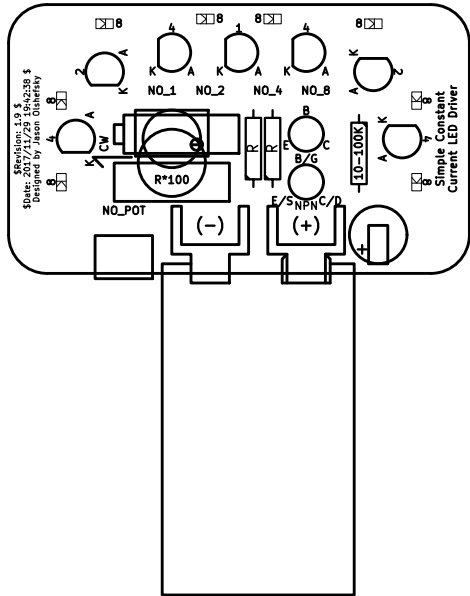 8
8
8
8
4
1
4
2
A
K
K
A
K
A
K
A
K
A
2
NO_1
NO_2
NO_4
NO_8
8
8
$Revision: 1.9 $
$Date: 2017/11/29 19:42:38 $
Designed by Jason Olshefsky
4
A
K
CW
R*100
NO_POT
R
R
B
E
C
B/G
E/S
NPN
C/D
10-100K
4
K
A
Simple Constant
Current LED Driver
8
8
(-)
(+)
+